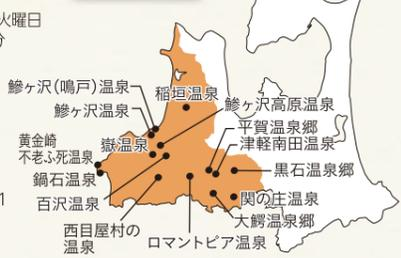 火曜日
分
鰺ヶ沢(鳴戸)温泉
稲垣温泉
鰺ヶ沢高原温泉
鰺ヶ沢温泉
平賀温泉郷
黄金崎
不老ふ死温泉
嶽温泉
津軽南田温泉
鍋石温泉
黒石温泉郷
1
百沢温泉
関の庄温泉
西目屋村の
温泉
大鰐温泉郷
ロマントピア温泉